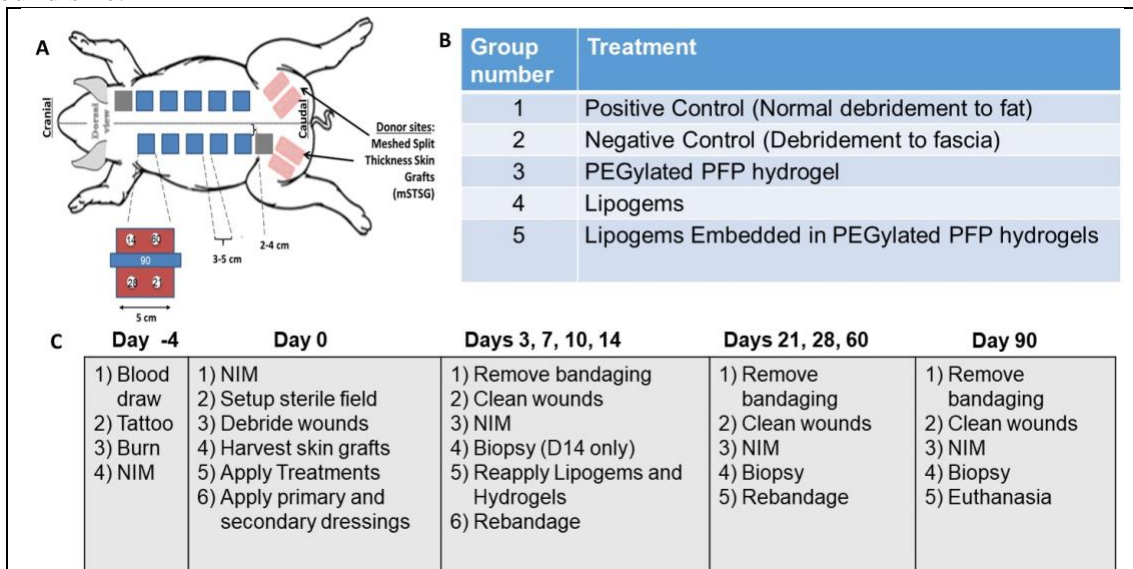 A
Cranial
Dorsal
view
Caudal
Donor sites:
Meshed Split
Thickness Skin
Grafts
(mSTSG)
2-4 cm
3-5 cm
14 60
90
28 21
5 cm
B
Group number Treatment
1 Positive Control (Normal debridement to fat)
2 Negative Control (Debridement to fascia)
3 PEGylated PFP hydrogel
4 Lipogems
5 Lipogems Embedded in PEGylated PFP hydrogels
C
Day -4
1) Blood
draw
2) Tattoo
3) Burn
4) NIM
Day 0
1) NIM
2) Setup sterile field
3) Debride wounds
4) Harvest skin grafts
5) Apply Treatments
6) Apply primary and
secondary dressings
Days 3, 7, 10, 14
1) Remove bandaging
2) Clean wounds
3) NIM
4) Biopsy (D14 only)
5) Reapply Lipogems and
Hydrogels
6) Rebandage
Days 21, 28, 60
1) Remove
bandaging
2) Clean wounds
3) NIM
4) Biopsy
5) Rebandage
Day 90
1) Remove
bandaging
2) Clean wounds
3) NIM
4) Biopsy
5) Euthanasia